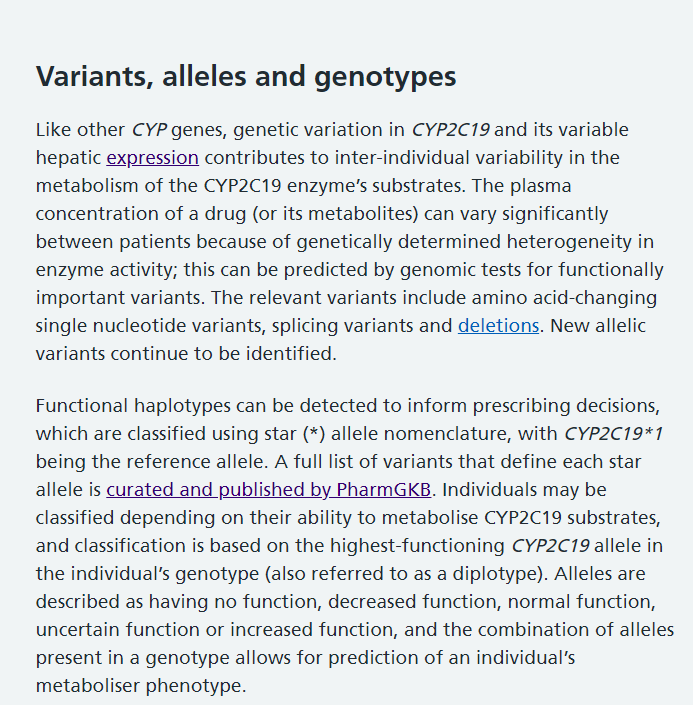 Variants, alleles and genotypes
Like other CYP genes, genetic variation in CYP2C19 and its variable
hepatic expression contributes to inter-individual variability in the
metabolism of the CYP2C19 enzyme’s substrates. The plasma
concentration of a drug (or its metabolites) can vary significantly
between patients because of genetically determined heterogeneity in
enzyme activity; this can be predicted by genomic tests for functionally
important variants. The relevant variants include amino acid-changing
single nucleotide variants, splicing variants and deletions. New allelic
variants continue to be identified.
Functional haplotypes can be detected to inform prescribing decisions,
which are classified using star (*) allele nomenclature, with CYP2C19*1
being the reference allele. A full list of variants that define each star
allele is curated and published by PharmGKB. Individuals may be
classified depending on their ability to metabolise CYP2C19 substrates,
and classification is based on the highest-functioning CYP2C19 allele in
the individual’s genotype (also referred to as a diplotype). Alleles are
described as having no function, decreased function, normal function,
uncertain function or increased function, and the combination of alleles
present in a genotype allows for prediction of an individual’s
metaboliser phenotype.